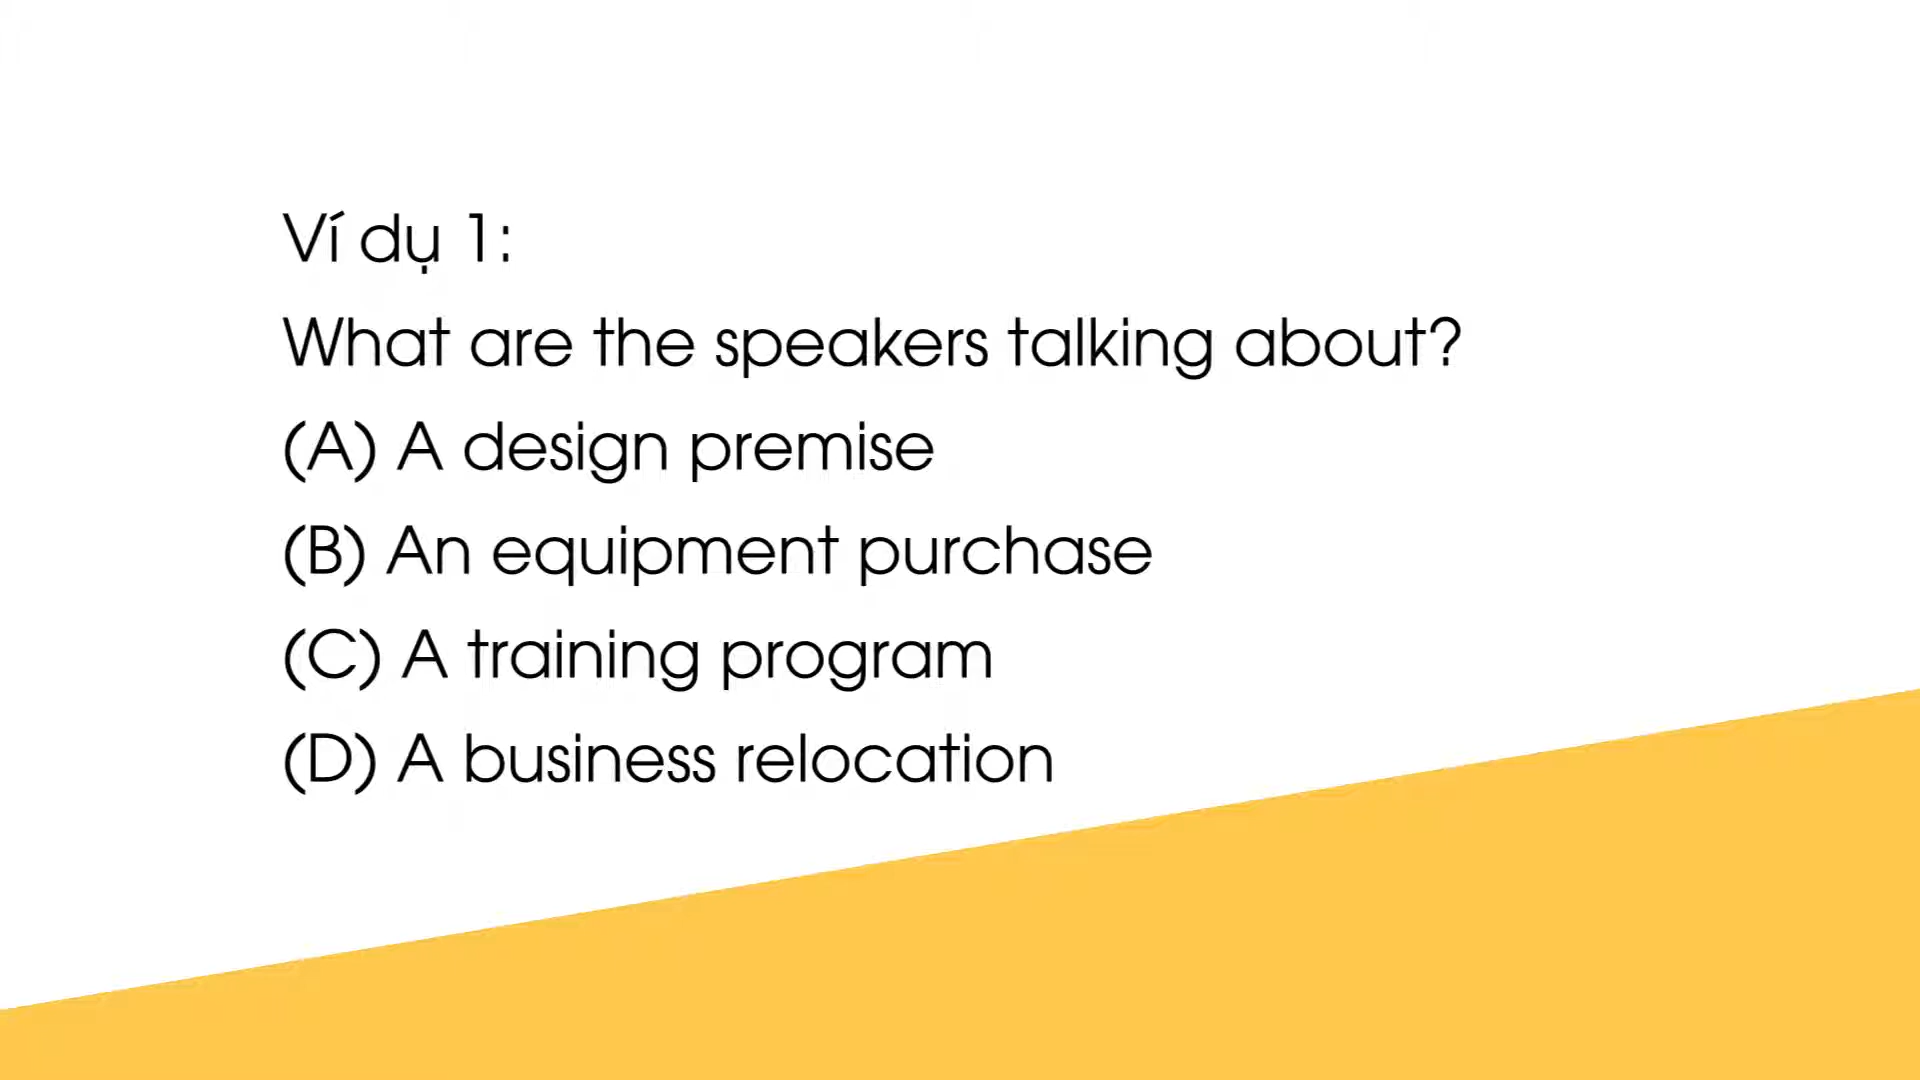 Ví dụ 1:
What are the speakers talking about?
(A) A design premise
(B) An equipment purchase
(C) A training program
(D) A business relocation